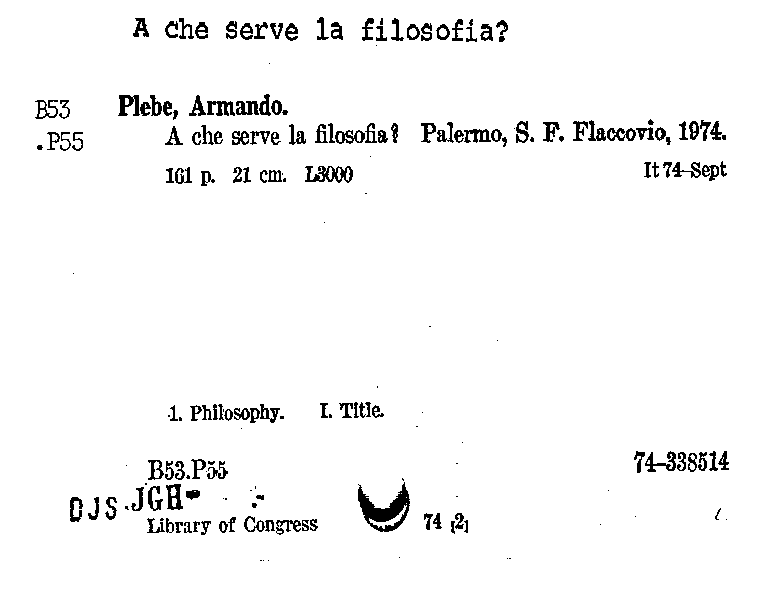 A che serve la filosofia?
B53 Plebe, Armando.
.P55 A che serve la filosofia? Palermo, S. F. Flaccovio, 1974.
161 p. 21 cm. L3000 It 74-Sept
1. Philosophy. I. Title.
B53.P55 74-338514
DJS JGH
Library of Congress 74 [2]